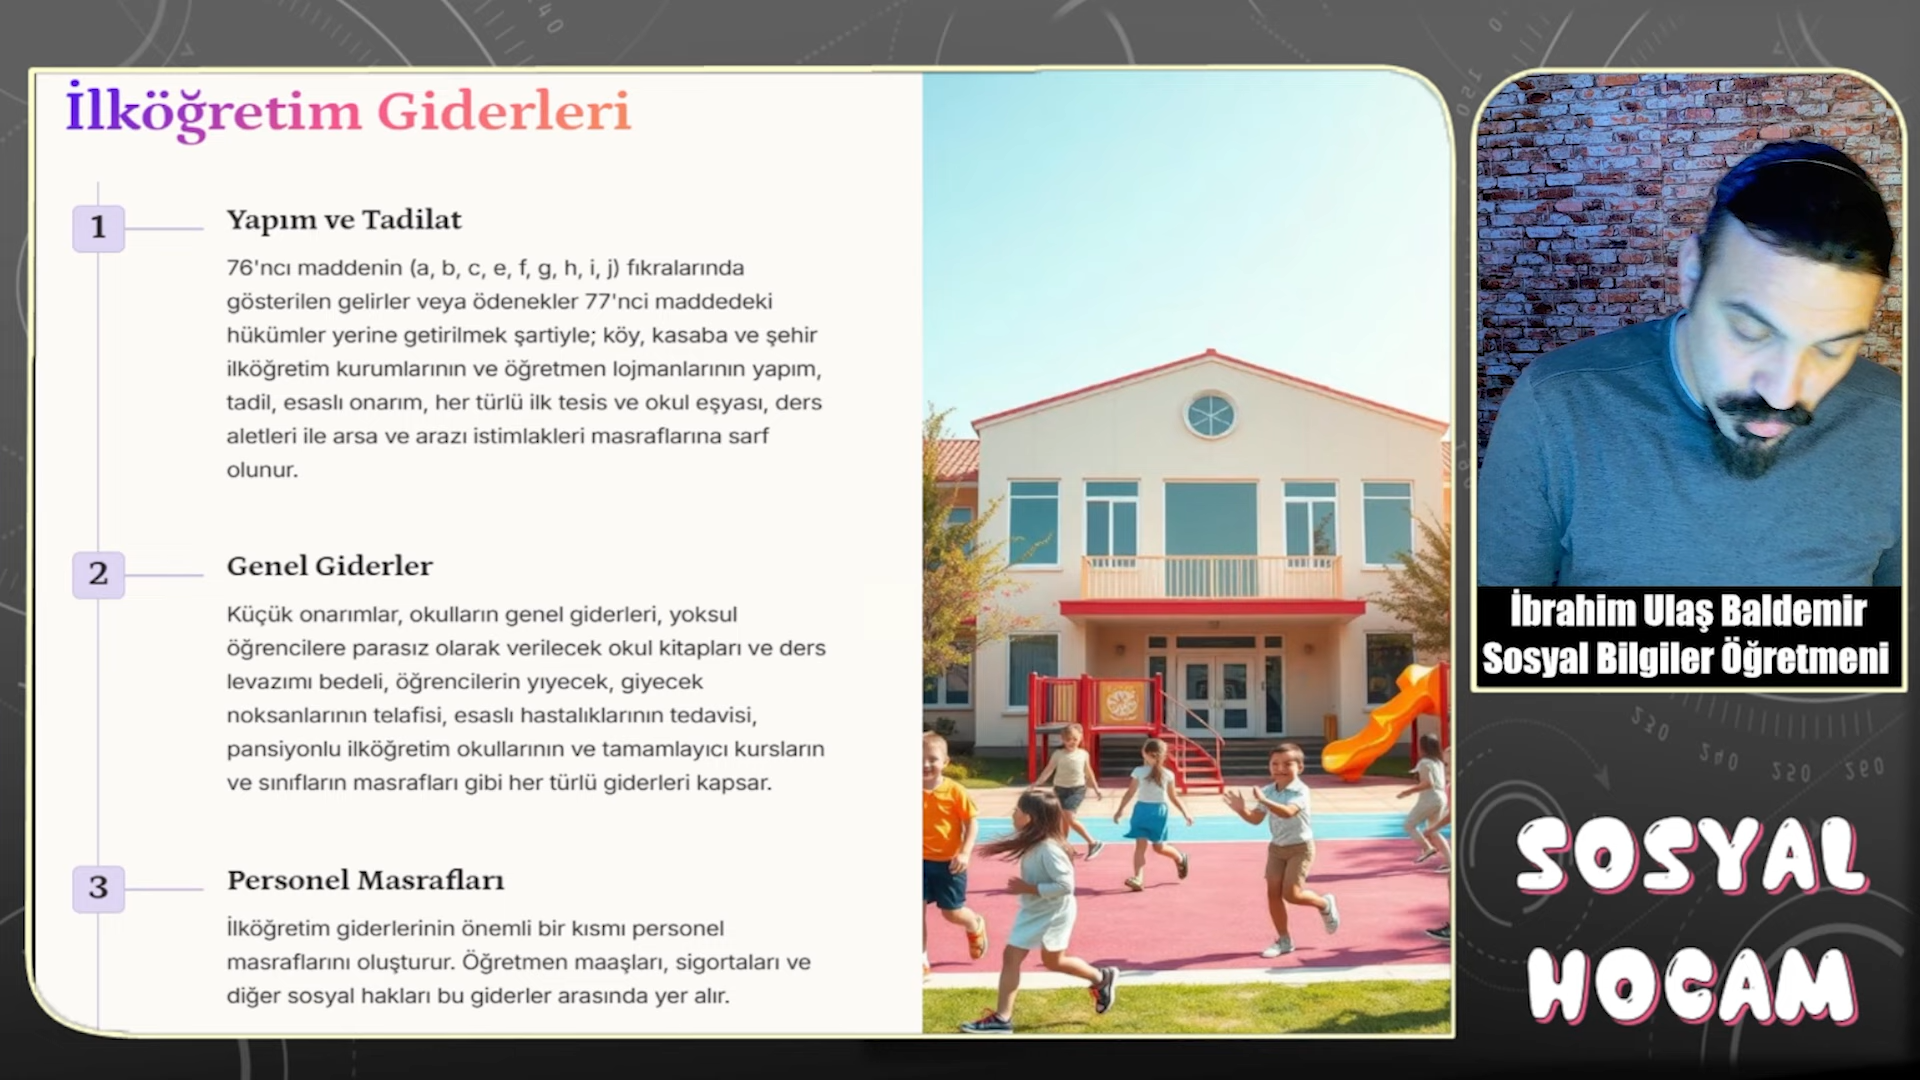 İlköğretim Giderleri
1
Yapım ve Tadilat
76'ncı maddenin (a, b, c, e, f, g, h, i, j) fıkralarında
gösterilen gelirler veya ödenekler 77'nci maddedeki
hükümler yerine getirilmek şartiyle; köy, kasaba ve şehir
ilköğretim kurumlarının ve öğretmen lojmanlarının yapım,
tadil, esaslı onarım, her türlü ilk tesis ve okul eşyası, ders
aletleri ile arsa ve arazı istimlakleri masraflarına sarf
olunur.
2
Genel Giderler
Küçük onarımlar, okulların genel giderleri, yoksul
öğrencilere parasız olarak verilecek okul kitapları ve ders
levazımı bedeli, öğrencilerin yıyecek, giyecek
noksanlarının telafisi, esaslı hastalıklarının tedavisi,
pansiyonlu ilköğretim okullarının ve tamamlayıcı kursların
ve sınıfların masrafları gibi her türlü giderleri kapsar.
3
Personel Masrafları
İlköğretim giderlerinin önemli bir kısmı personel
masraflarını oluşturur. Öğretmen maaşları, sigortaları ve
diğer sosyal hakları bu giderler arasında yer alır.
İbrahim Ulaş Baldemir
Sosyal Bilgiler Öğretmeni
230 240 250 260
SOSYAL
HOCAM